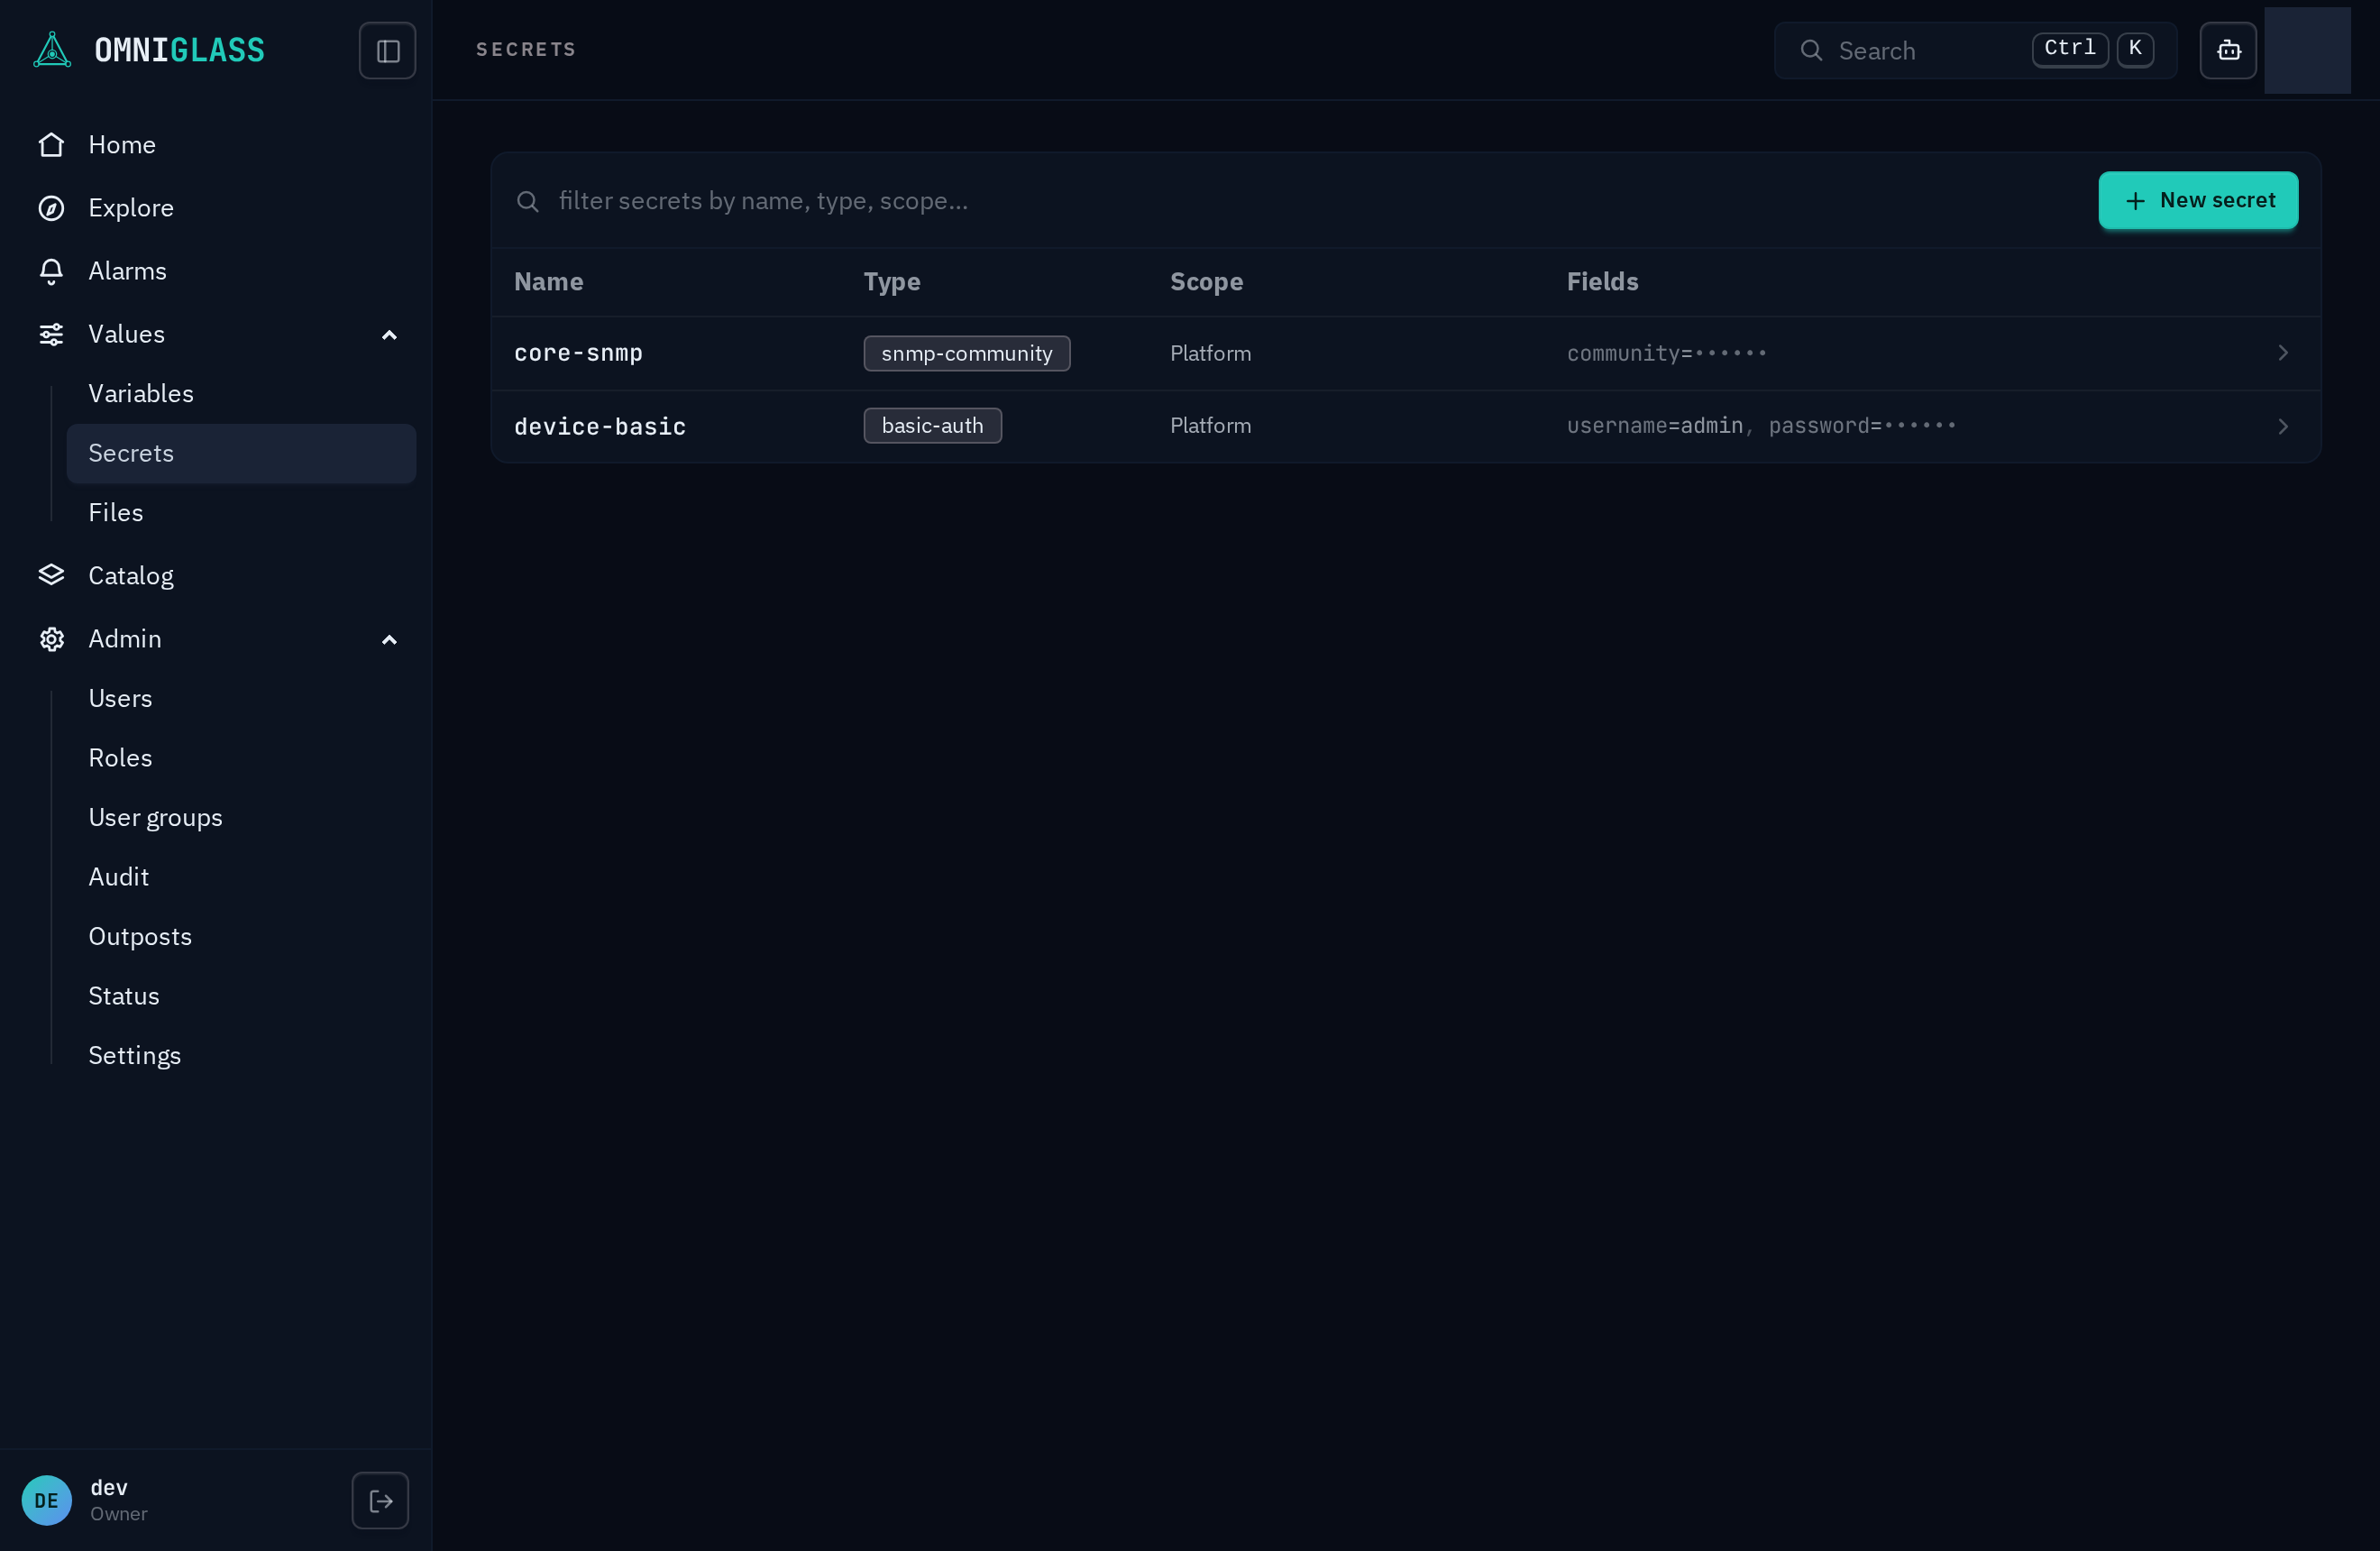 OMNIGLASS
SECRETS
Search Ctrl K
Home
Explore
Alarms
Values
Variables
Secrets
Files
Catalog
Admin
Users
Roles
User groups
Audit
Outposts
Status
Settings
DE dev
Owner
filter secrets by name, type, scope...
New secret
Name Type Scope Fields
core-snmp snmp-community Platform community=••••••
device-basic basic-auth Platform username=admin, password=••••••